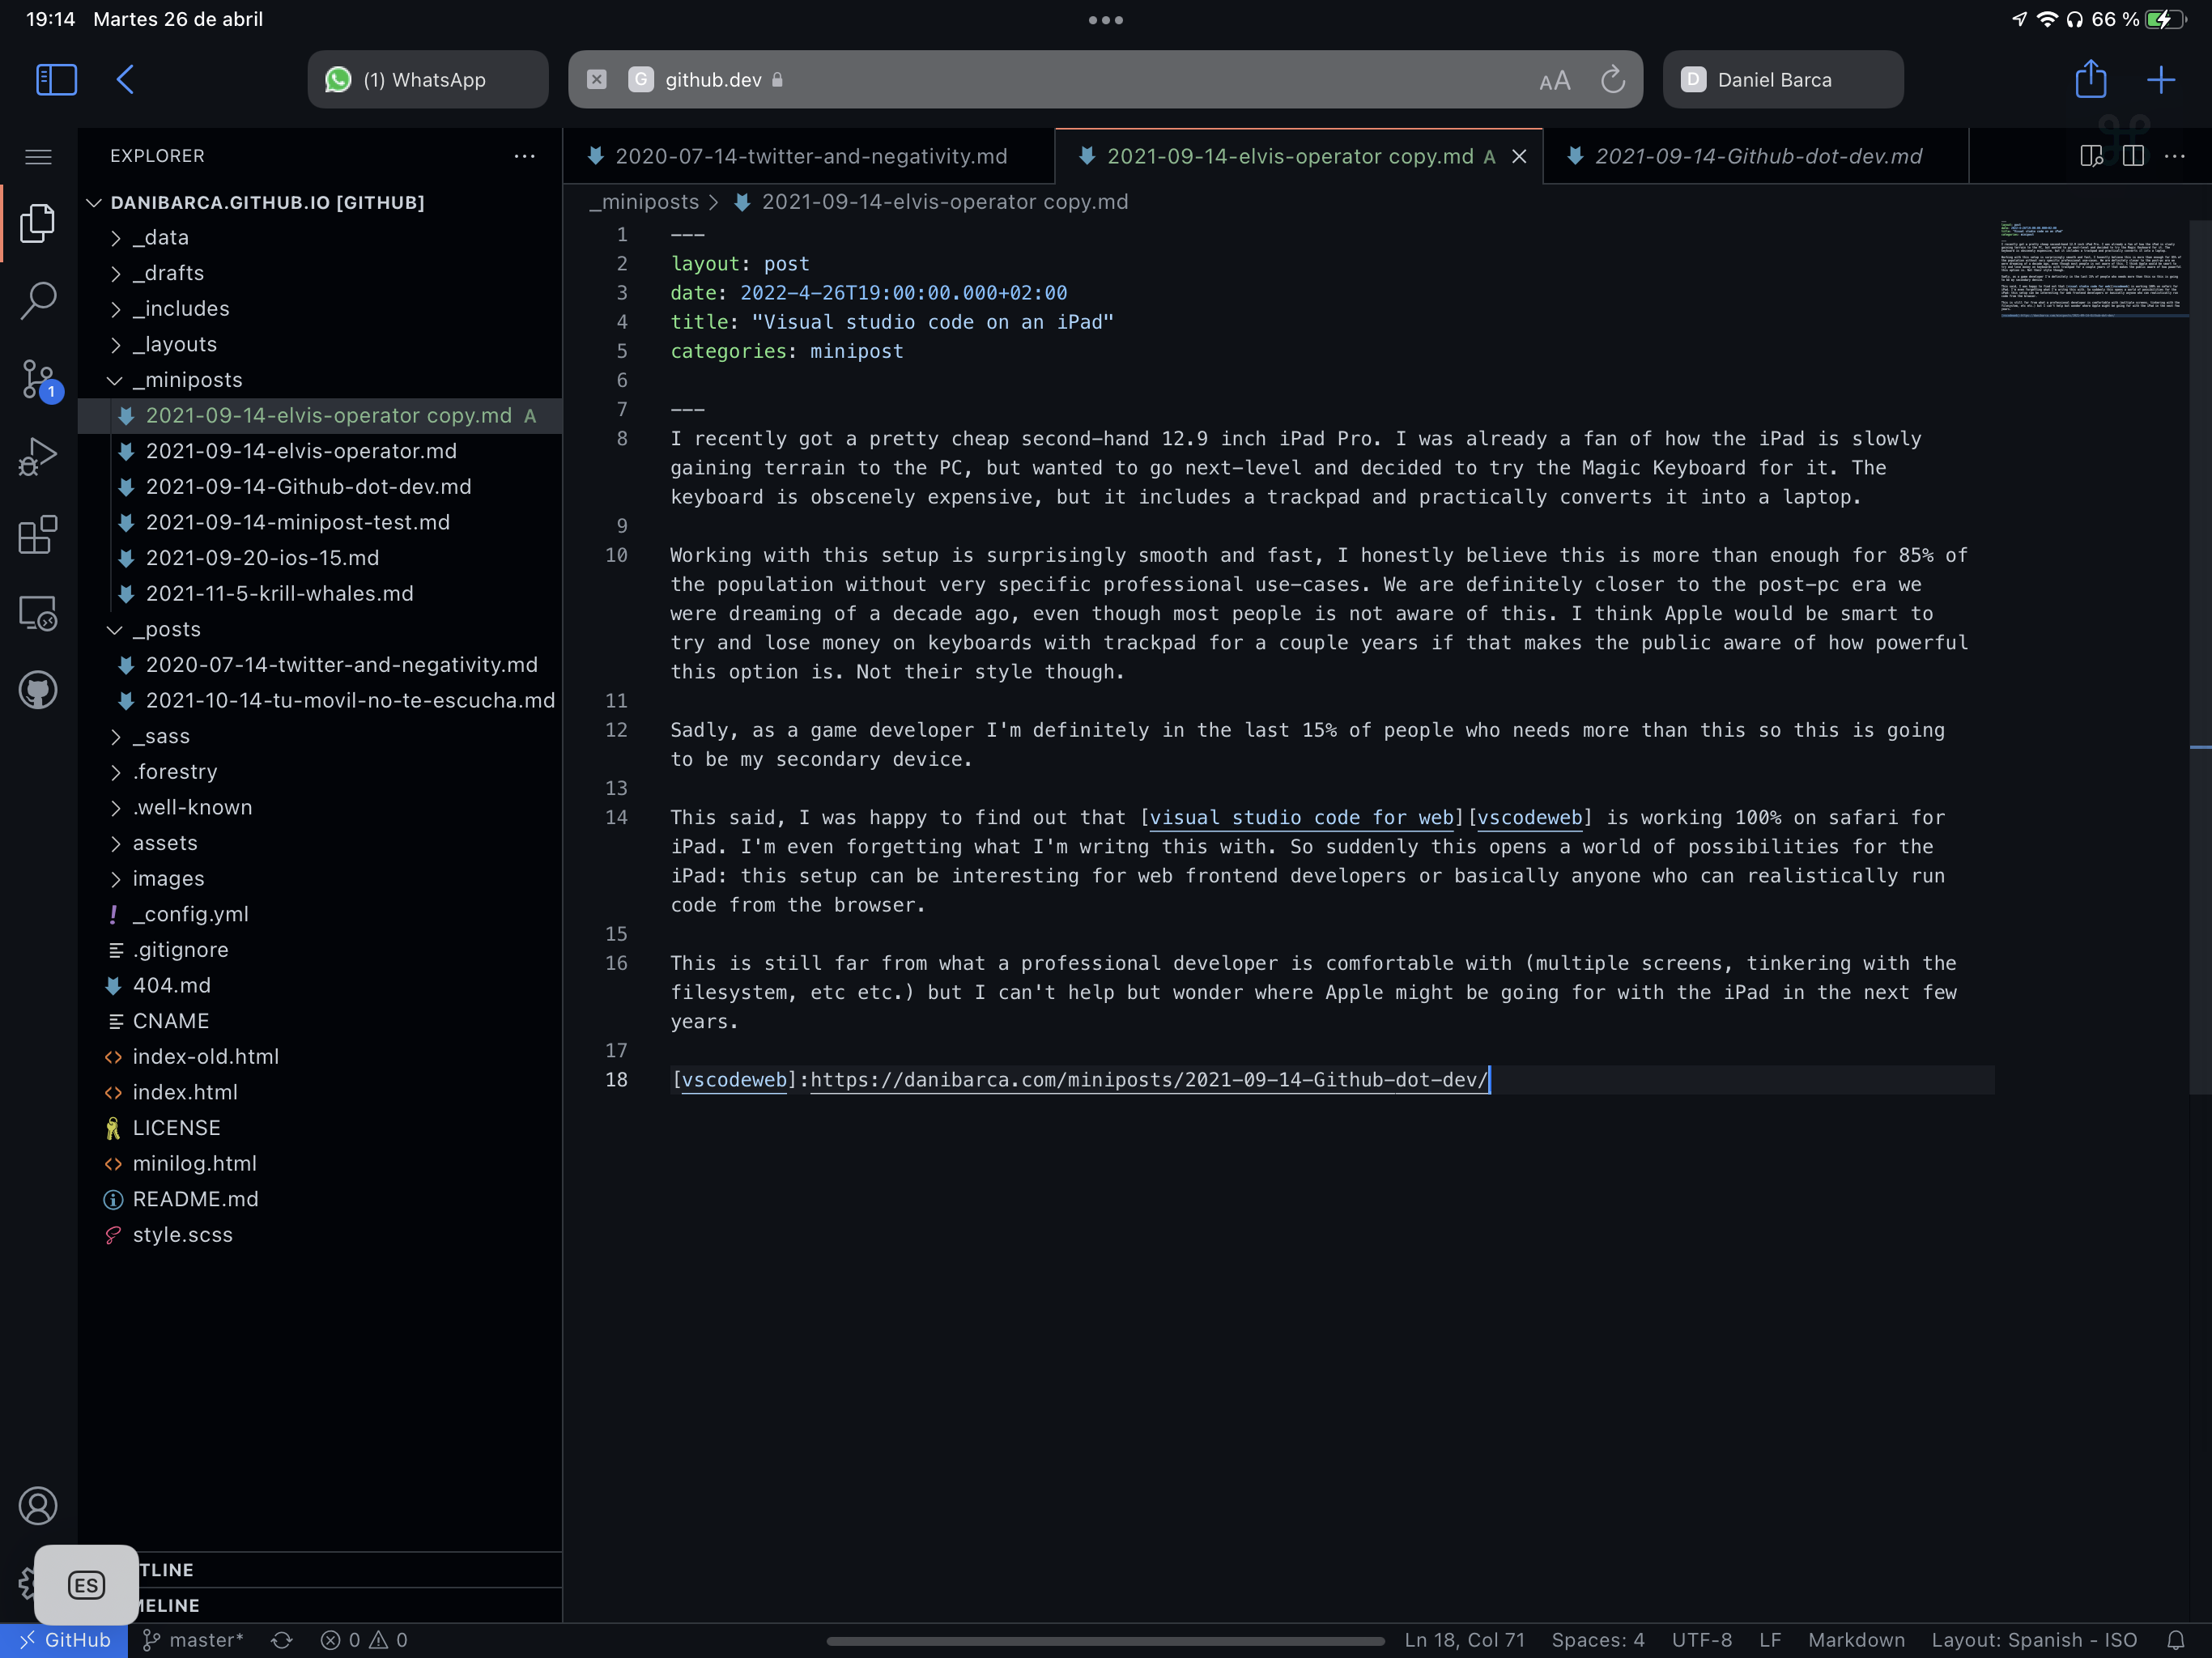 19:14 Martes 26 de abril
66 %
(1) WhatsApp
G github.dev
AA
D Daniel Barca
EXPLORER
DANIBARCA.GITHUB.IO [GITHUB]
_data
_drafts
_includes
_layouts
_miniposts
2021-09-14-elvis-operator copy.md A
2021-09-14-elvis-operator.md
2021-09-14-Github-dot-dev.md
2021-09-14-minipost-test.md
2021-09-20-ios-15.md
2021-11-5-krill-whales.md
_posts
2020-07-14-twitter-and-negativity.md
2021-10-14-tu-movil-no-te-escucha.md
_sass
.forestry
.well-known
assets
images
! _config.yml
.gitignore
404.md
CNAME
<> index-old.html
<> index.html
LICENSE
<> minilog.html
README.md
style.scss
1
TLINE
ELINE
ES
2020-07-14-twitter-and-negativity.md
2021-09-14-elvis-operator copy.md A
2021-09-14-Github-dot-dev.md
_miniposts > 2021-09-14-elvis-operator copy.md
1 ---
2 layout: post
3 date: 2022-4-26T19:00:00.000+02:00
4 title: "Visual studio code on an iPad"
5 categories: minipost
6
7 ---
8 I recently got a pretty cheap second-hand 12.9 inch iPad Pro. I was already a fan of how the iPad is slowly
gaining terrain to the PC, but wanted to go next-level and decided to try the Magic Keyboard for it. The
keyboard is obscenely expensive, but it includes a trackpad and practically converts it into a laptop.
9
10 Working with this setup is surprisingly smooth and fast, I honestly believe this is more than enough for 85% of
the population without very specific professional use-cases. We are definitely closer to the post-pc era we
were dreaming of a decade ago, even though most people is not aware of this. I think Apple would be smart to
try and lose money on keyboards with trackpad for a couple years if that makes the public aware of how powerful
this option is. Not their style though.
11
12 Sadly, as a game developer I'm definitely in the last 15% of people who needs more than this so this is going
to be my secondary device.
13
14 This said, I was happy to find out that [visual studio code for web][vscodeweb] is working 100% on safari for
iPad. I'm even forgetting what I'm writng this with. So suddenly this opens a world of possibilities for the
iPad: this setup can be interesting for web frontend developers or basically anyone who can realistically run
code from the browser.
15
16 This is still far from what a professional developer is comfortable with (multiple screens, tinkering with the
filesystem, etc etc.) but I can't help but wonder where Apple might be going for with the iPad in the next few
years.
17
18 [vscodeweb]:https://danibarca.com/miniposts/2021-09-14-Github-dot-dev/
GitHub master* 0 0 Ln 18, Col 71 Spaces: 4 UTF-8 LF Markdown Layout: Spanish - ISO